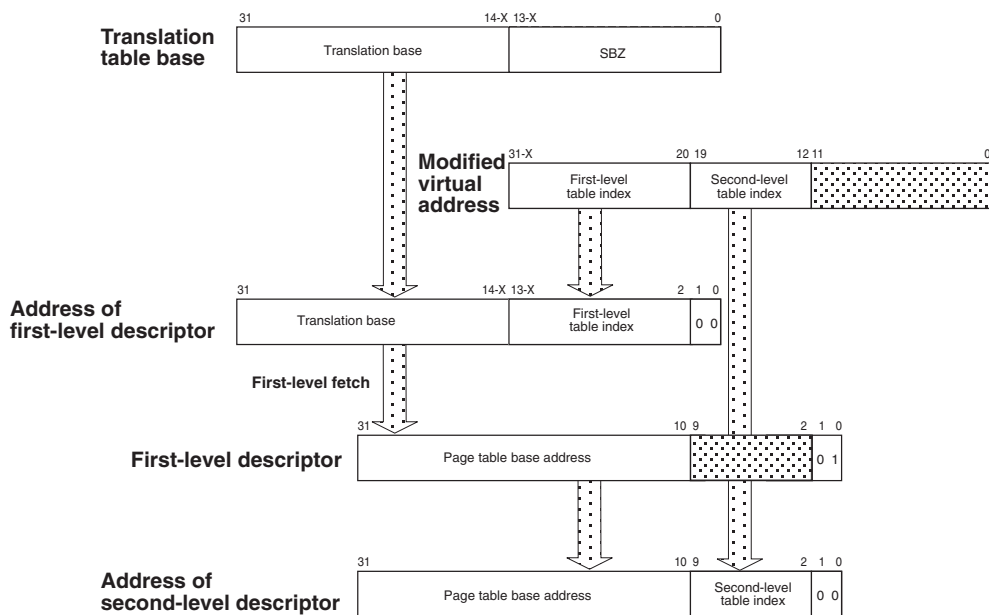 31 14-X 13-X 0
Translation
table base
Translation base SBZ
31-X 20 19 12 11 0
Modified
virtual
address
First-level
table index
Second-level
table index
31 14-X 13-X 2 1 0
Address of
first-level descriptor
Translation base
First-level
table index
0 0
First-level fetch
31 10 9 2 1 0
First-level descriptor
Page table base address
0 1
31 10 9 2 1 0
Address of
second-level descriptor
Page table base address
Second-level
table index
0 0